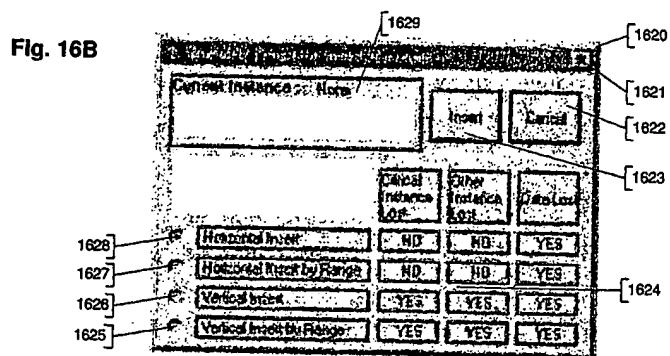 Fig. 16B
1629
1620
1621
1622
1623
Current Instance :: None
Insert
Cancel
Instance Lost
Other Instance Lost
Data Lost
1628
Horizontal Insert
NO
NO
YES
1627
Horizontal Insert by Range
NO
NO
YES
1624
1626
Vertical Insert
YES
YES
YES
1625
Vertical Insert by Range
YES
YES
YES